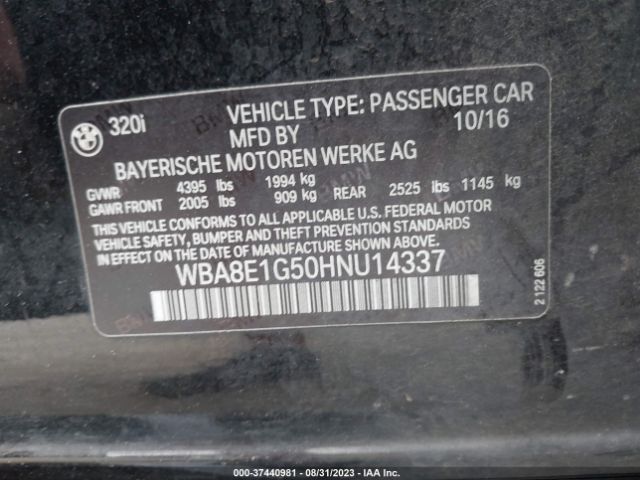 320i VEHICLE TYPE: PASSENGER CAR
MFD BY 10/16
BAYERISCHE MOTOREN WERKE AG
GVWR 4395 lbs 1994 kg
GAWR FRONT 2005 lbs 909 kg REAR 2525 lbs 1145 kg
THIS VEHICLE CONFORMS TO ALL APPLICABLE U.S. FEDERAL MOTOR
VEHICLE SAFETY, BUMPER AND THEFT PREVENTION STANDARDS
IN EFFECT ON THE DATE OF MANUFACTURE SHOWN ABOVE.
WBA8E1G50HNU14337
2 122 606
000-37440981 - 08/31/2023 - IAA Inc.